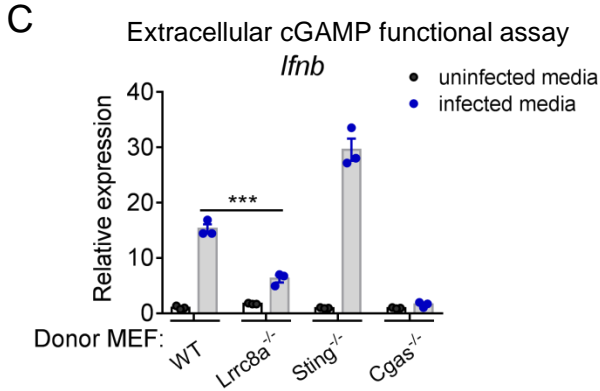 C
Extracellular cGAMP functional assay
Ifnb
uninfected media
infected media
Relative expression
40
30
20
10
0
***
Donor MEF:
WT
Lrrc8a-/-
Sting-/-
Cgas-/-